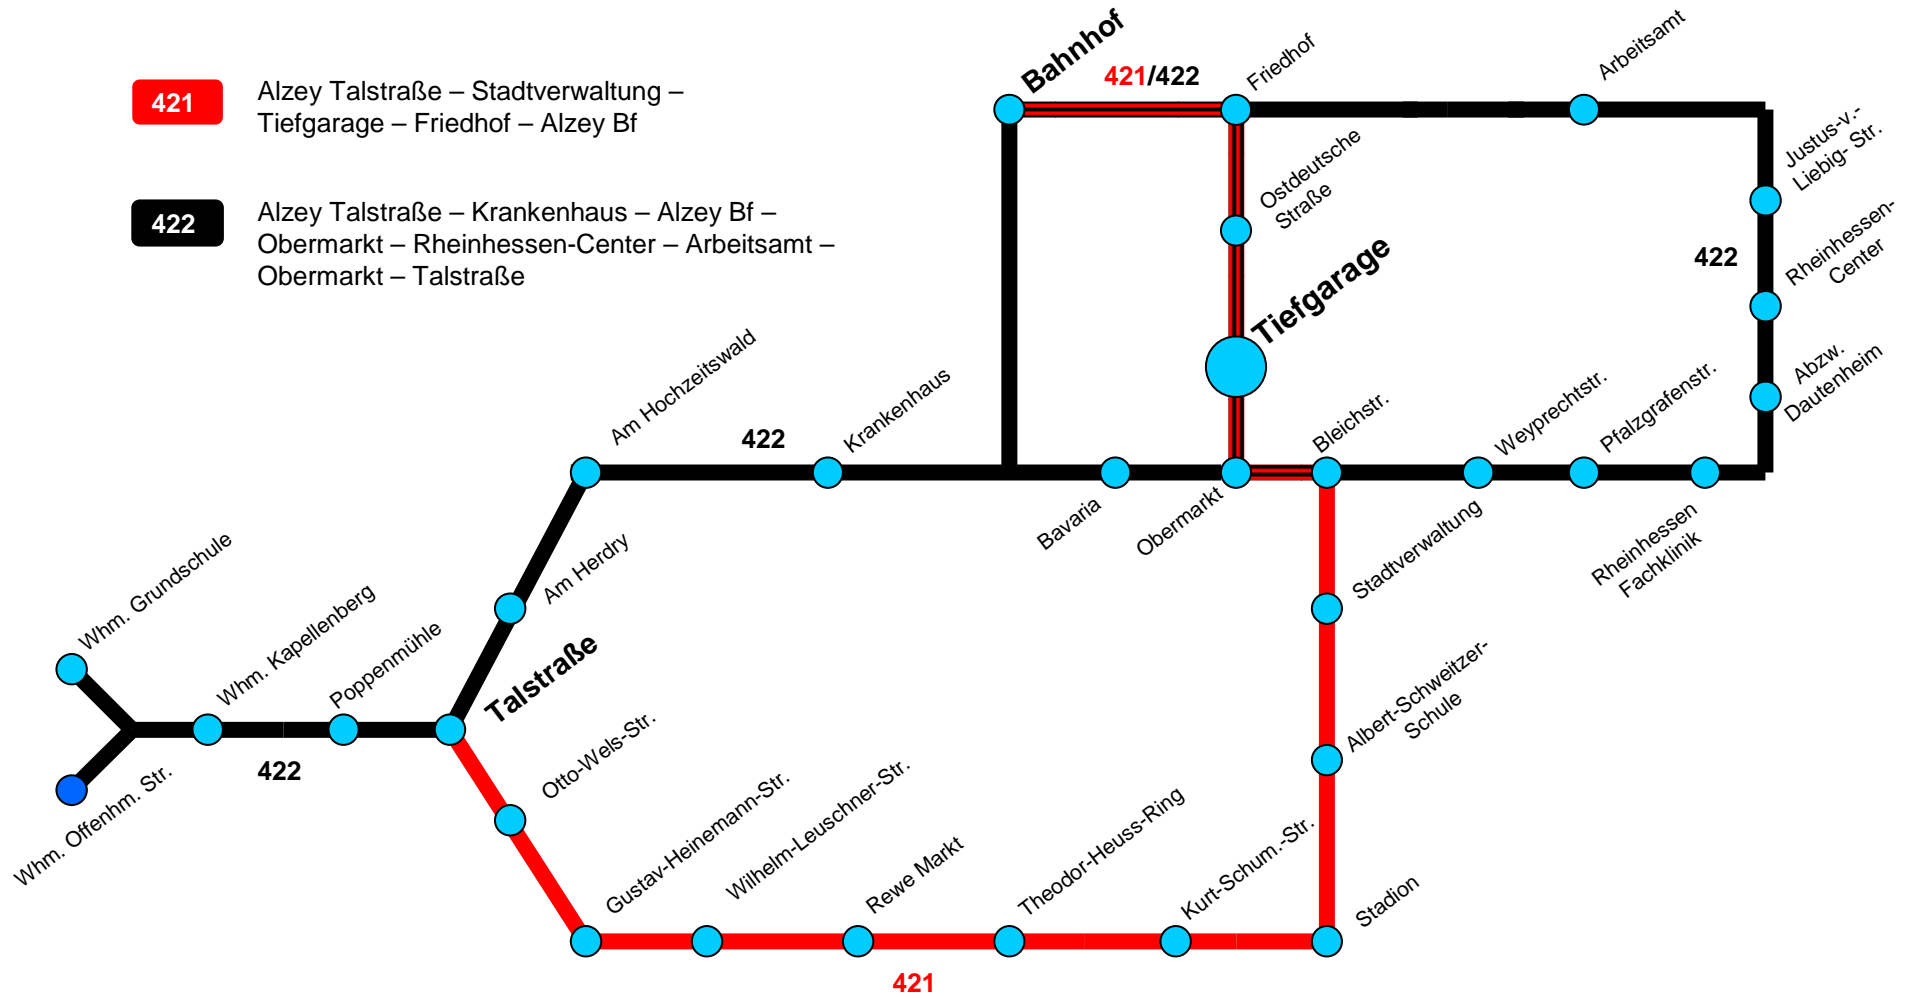 421
Alzey Talstraße – Stadtverwaltung –
Tiefgarage – Friedhof – Alzey Bf
422
Alzey Talstraße – Krankenhaus – Alzey Bf –
Obermarkt – Rheinhessen-Center – Arbeitsamt –
Obermarkt – Talstraße
Bahnhof
421/422
Friedhof
Arbeitsamt
Justus-v.-
Liebig- Str.
Ostdeutsche
Straße
Rheinhessen-
Center
422
Tiefgarage
Abzw.
Dautenheim
Am Hochzeitswald
422
Krankenhaus
Bleichstr.
Weyprechtstr.
Pfalzgrafenstr.
Bavaria
Obermarkt
Stadtverwaltung
Rheinhessen
Fachklinik
Am Herdry
Whm. Grundschule
Whm. Kapellenberg
Poppenmühle
Talstraße
422
Whm. Offenhm. Str.
Otto-Wels-Str.
Albert-Schweitzer-
Schule
Gustav-Heinemann-Str.
Wilhelm-Leuschner-Str.
Rewe Markt
Theodor-Heuss-Ring
Kurt-Schum.-Str.
Stadion
421